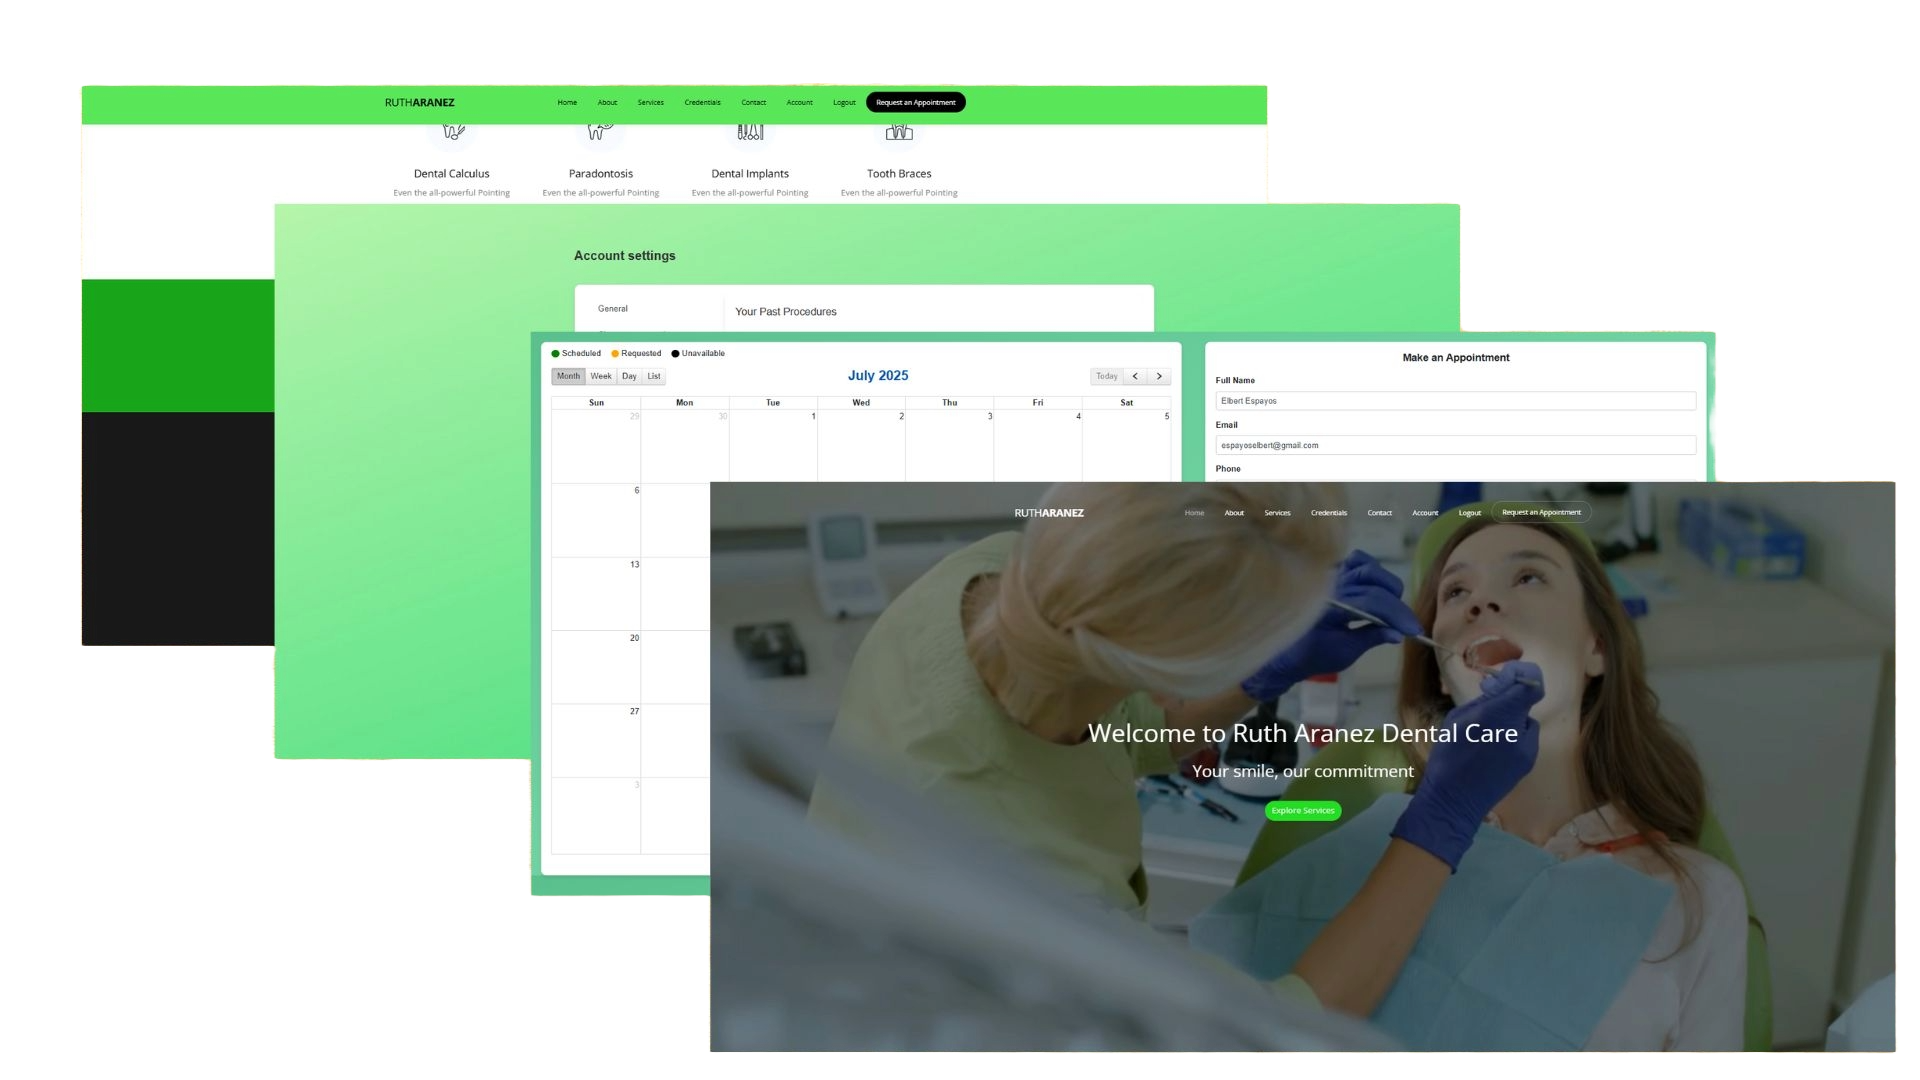 RUTHARANEZ Home About Services Credentials Contact Account Logout Request an Appointment
Dental Calculus Paradontosis Dental Implants Tooth Braces
Even the all-powerful Pointing Even the all-powerful Pointing Even the all-powerful Pointing Even the all-powerful Pointing
Account settings
General
Your Past Procedures
Scheduled Requested Unavailable
Month Week Day List
July 2025
Today
Sun Mon Tue Wed Thu Fri Sat
29 30 1 2 3 4 5
6
13
20
27
3
Make an Appointment
Full Name
Elbert Espayos
Email
espayoselbert@gmail.com
Phone
RUTHARANEZ Home About Services Credentials Contact Account Logout Request an Appointment
Welcome to Ruth Aranez Dental Care
Your smile, our commitment
Explore Services